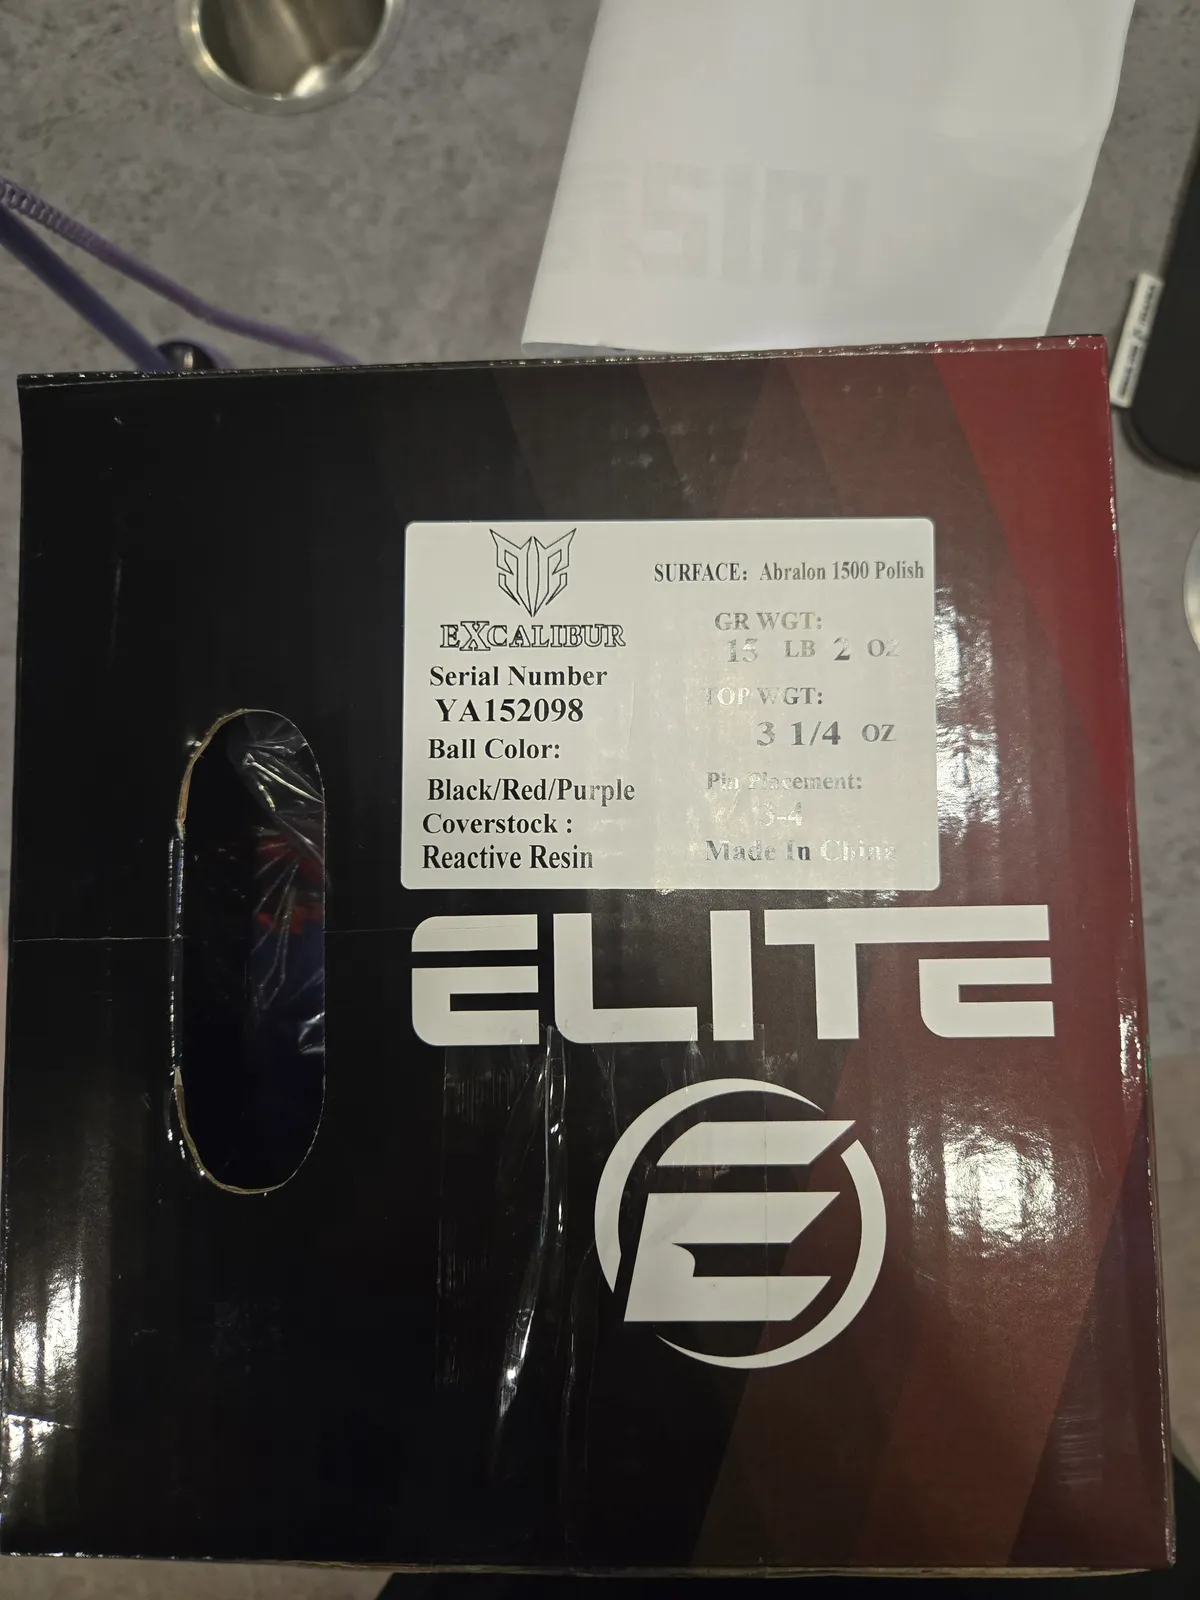 EXCALIBUR
Serial Number
YA152098
Ball Color:
Black/Red/Purple
Coverstock :
Reactive Resin
SURFACE: Abralon 1500 Polish
GR WGT:
15 LB 2 OZ
TOP WGT:
3 1/4 OZ
Pin Placement:
3-4
Made In China
ELITE
E